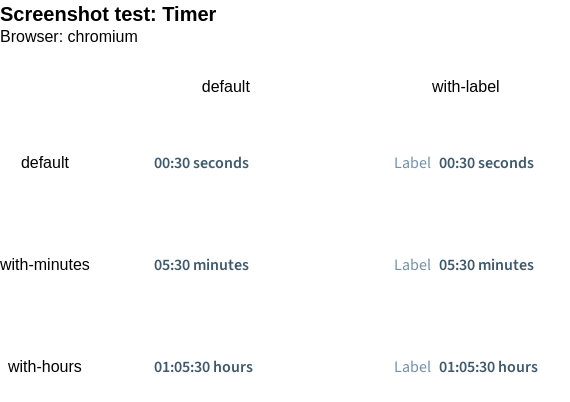 Screenshot test: Timer
Browser: chromium
default with-label
default 00:30 seconds Label 00:30 seconds
with-minutes 05:30 minutes Label 05:30 minutes
with-hours 01:05:30 hours Label 01:05:30 hours